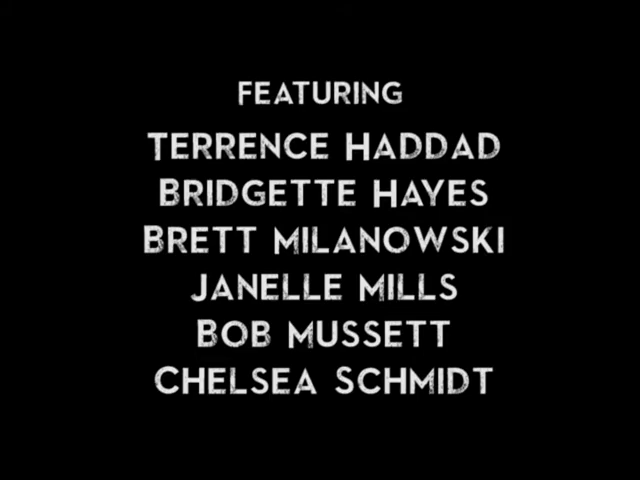 FEATURING
TERRENCE HADDAD
BRIDGETTE HAYES
BRETT MILANOWSKI
JANELLE MILLS
BOB MUSSETT
CHELSEA SCHMIDT